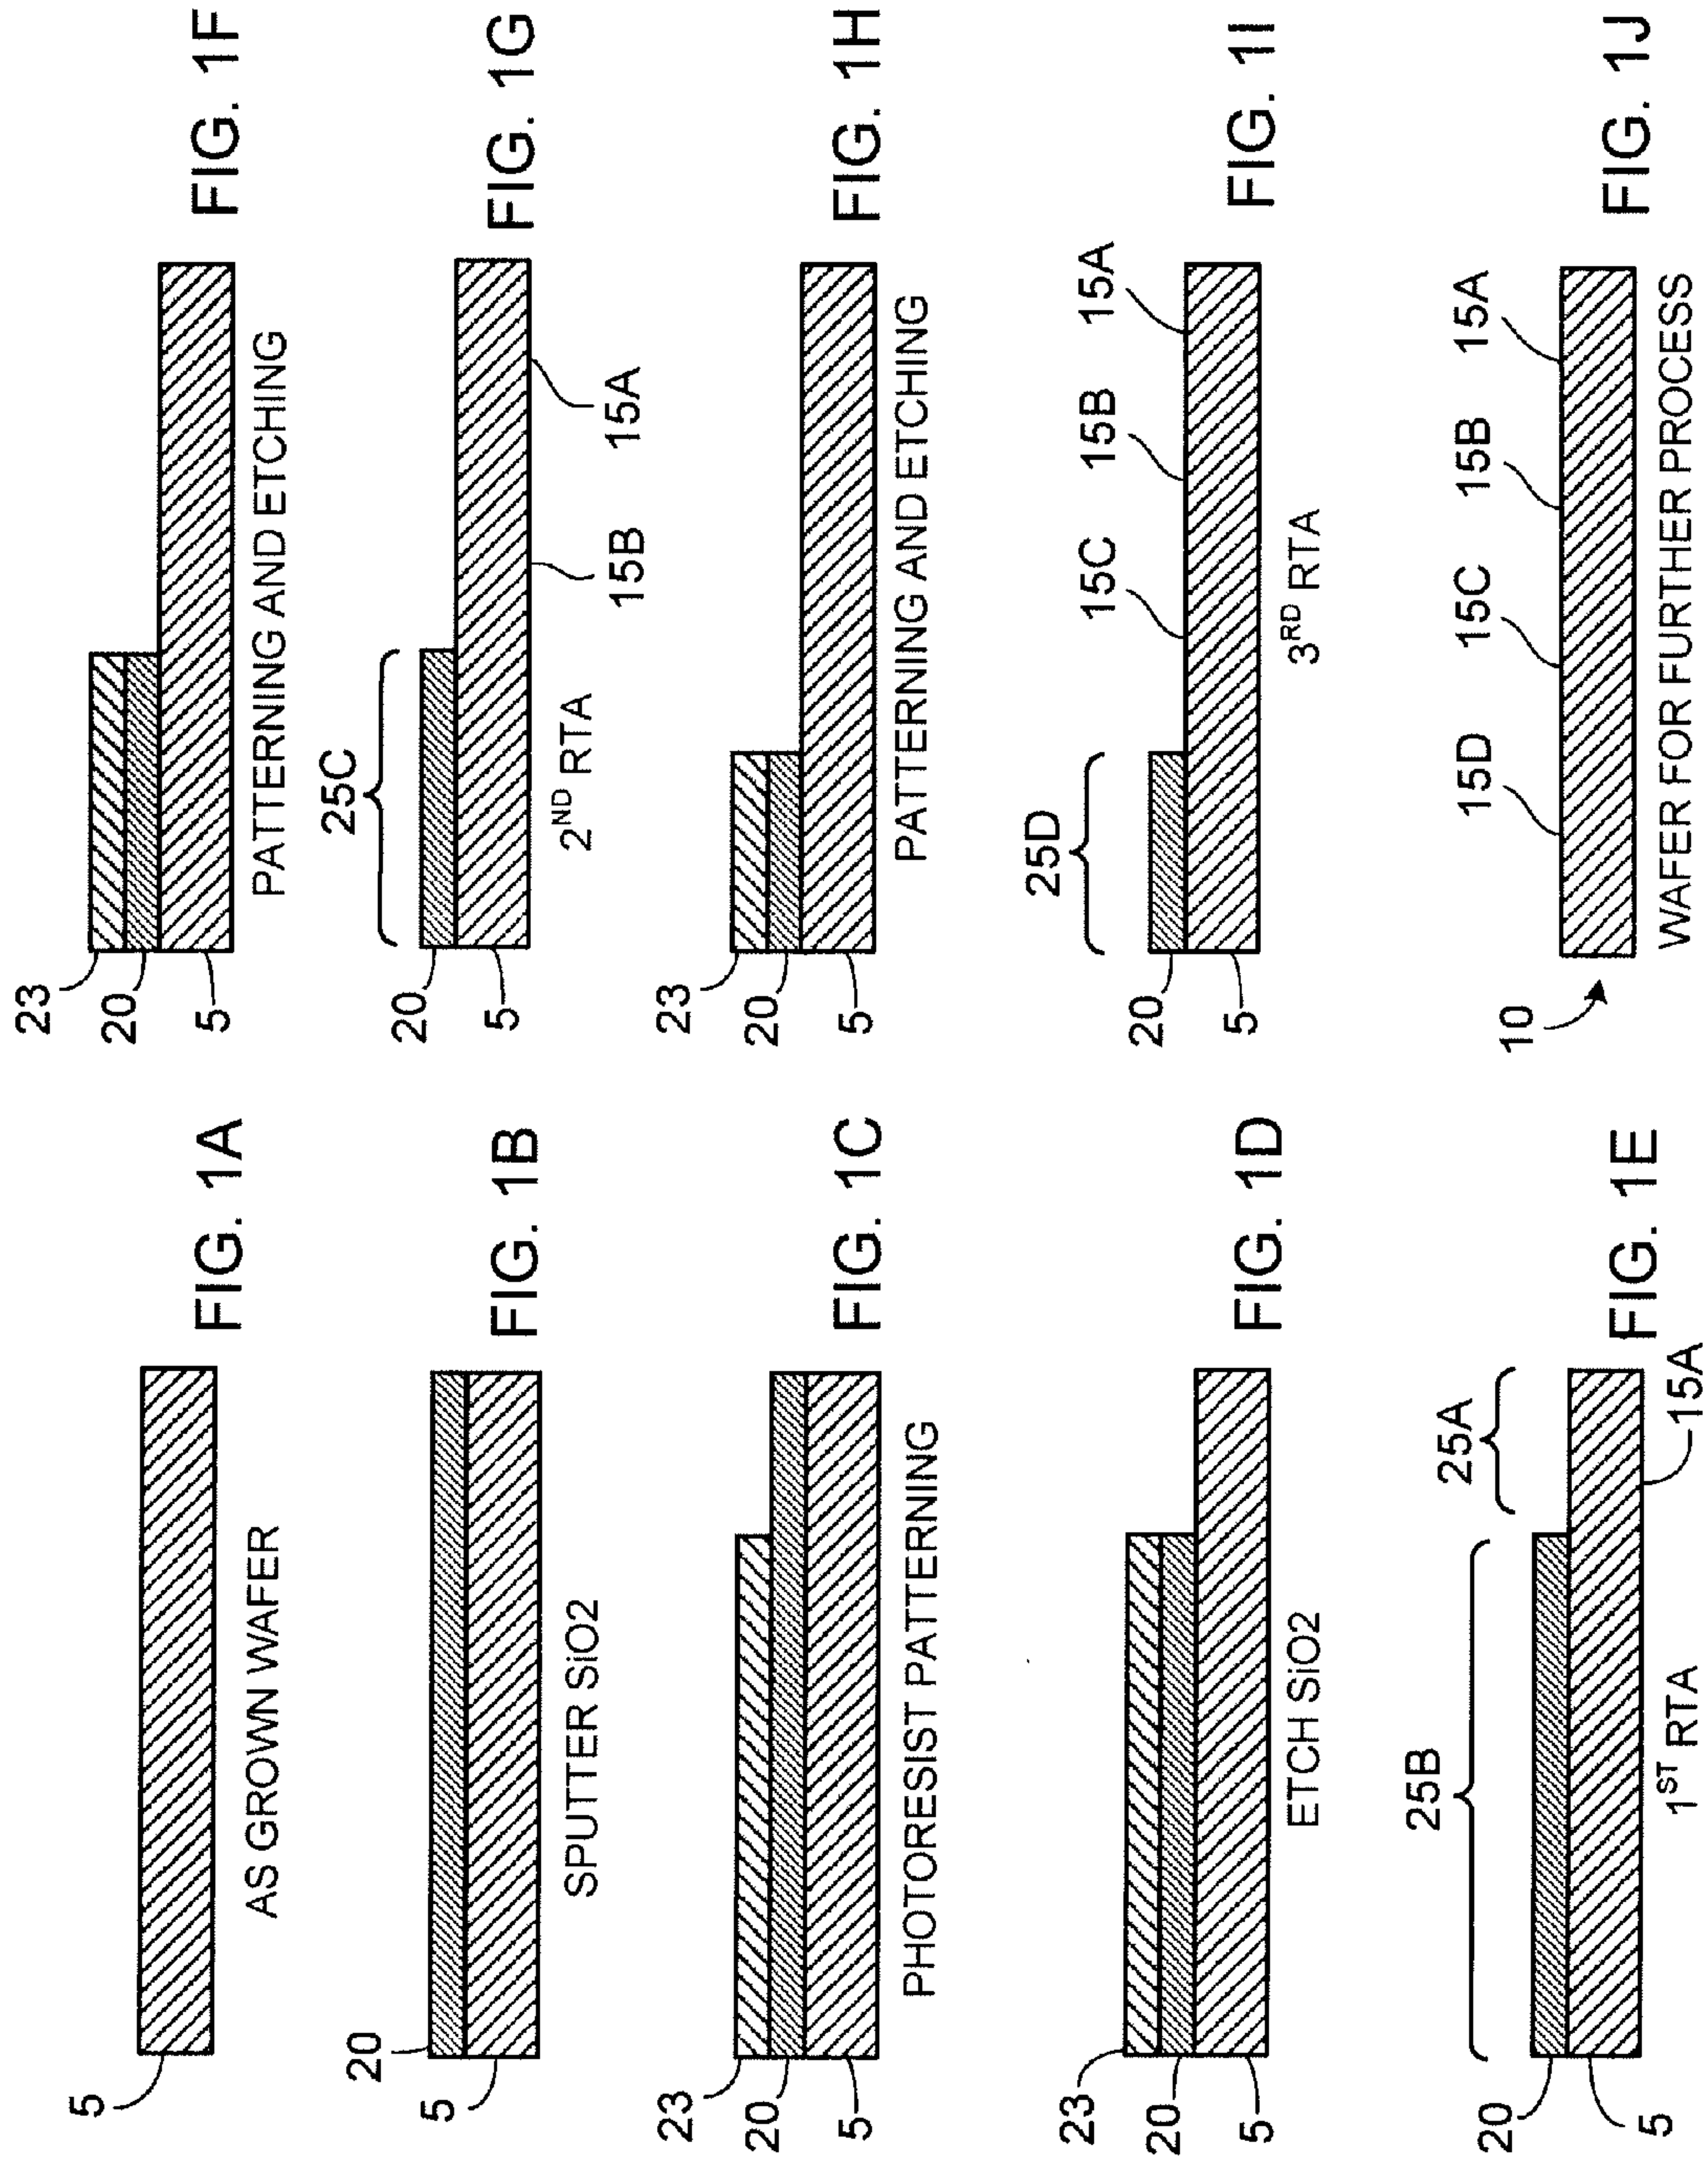 5
FIG. 1A
AS GROWN WAFER
20
5
FIG. 1B
SPUTTER SiO2
23
20
5
FIG. 1C
PHOTORESIST PATTERNING
23
20
5
FIG. 1D
ETCH SiO2
25B
25A
20
5
15A
FIG. 1E
1ST RTA
23
20
5
FIG. 1F
PATTERNING AND ETCHING
25C
20
5
FIG. 1G
2ND RTA
15B
15A
23
20
5
FIG. 1H
PATTERNING AND ETCHING
25D
15C
15B
15A
20
5
FIG. 1I
3RD RTA
10
15D
15C
15B
15A
FIG. 1J
WAFER FOR FURTHER PROCESS